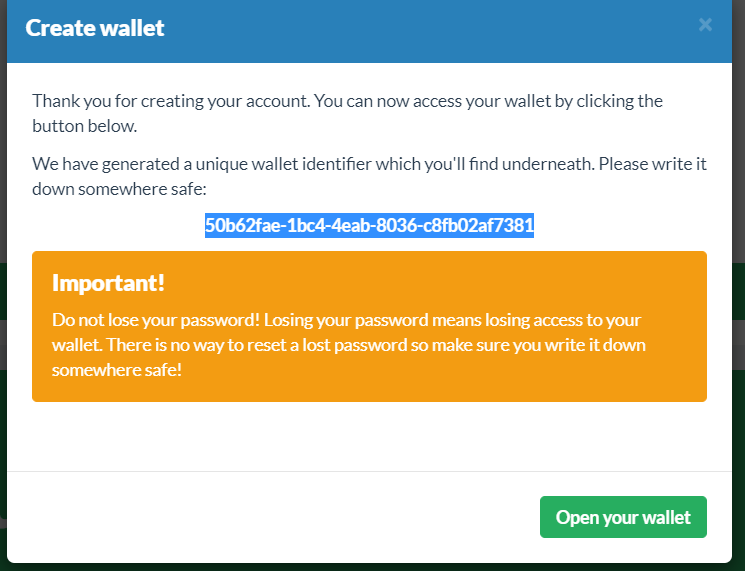 Create wallet
×
Thank you for creating your account. You can now access your wallet by clicking the
button below.
We have generated a unique wallet identifier which you'll find underneath. Please write it
down somewhere safe:
50b62fae-1bc4-4eab-8036-c8fb02af7381
Important!
Do not lose your password! Losing your password means losing access to your
wallet. There is no way to reset a lost password so make sure you write it down
somewhere safe!
Open your wallet